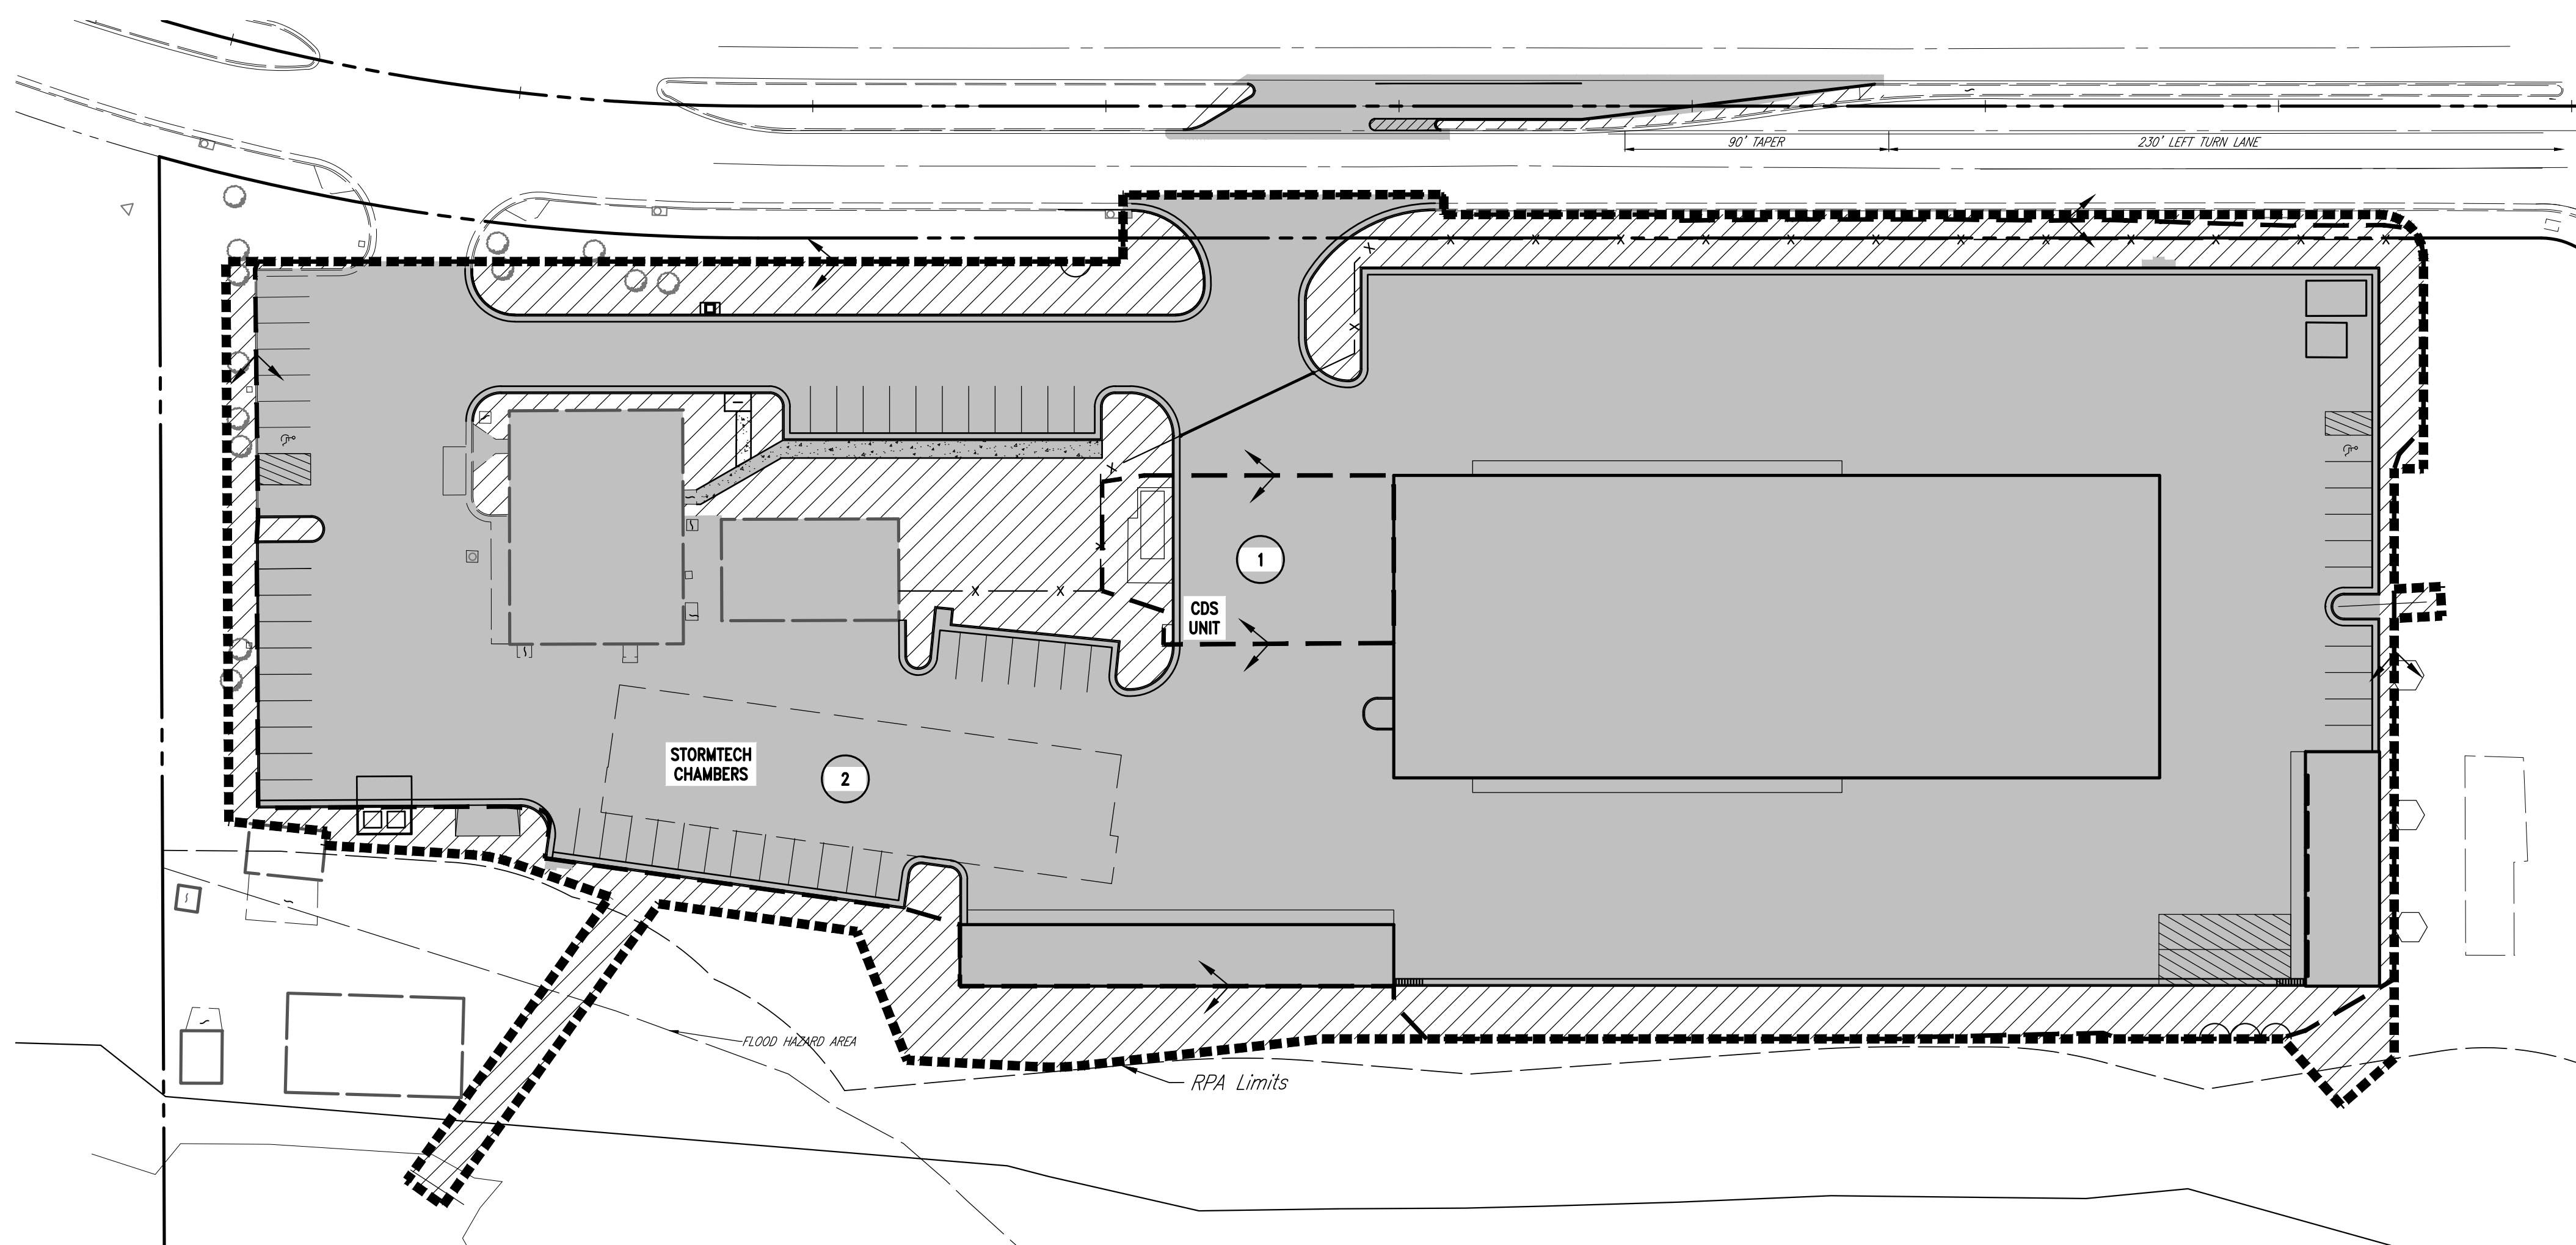 90' TAPER
230' LEFT TURN LANE
1
CDS
UNIT
STORMTECH
CHAMBERS
2
FLOOD HAZARD AREA
RPA Limits